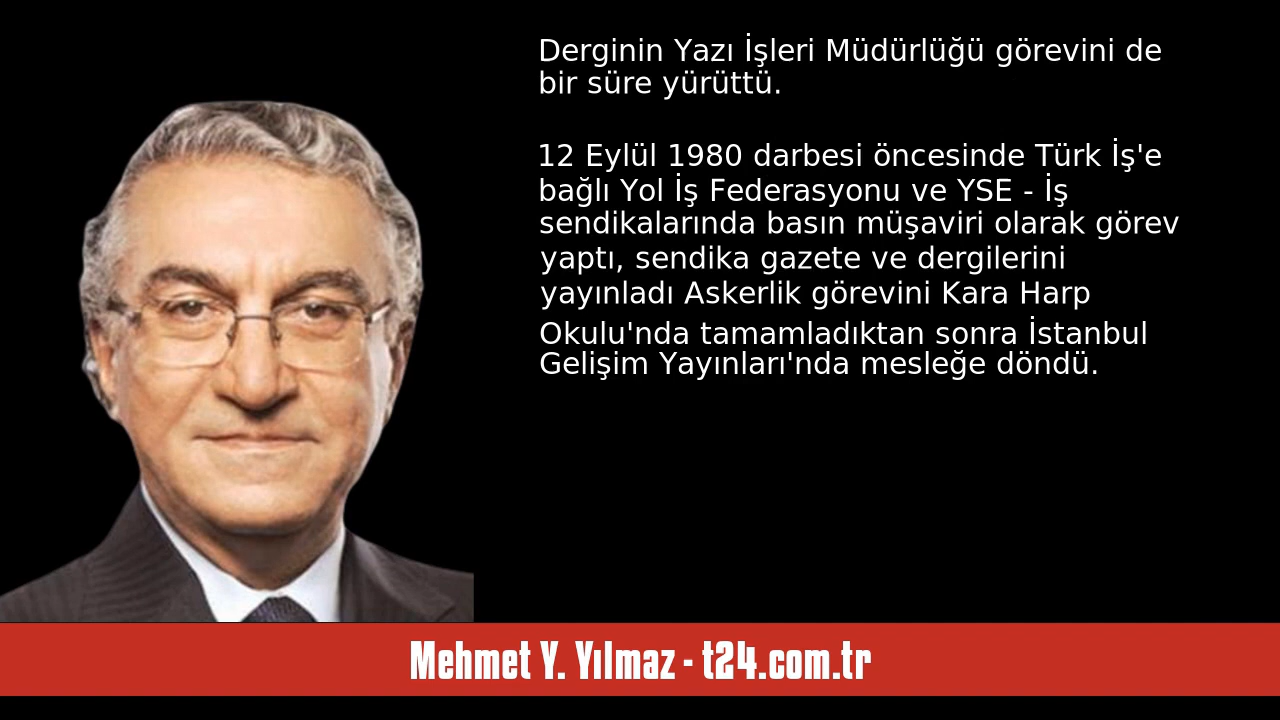 Derginin Yazı İşleri Müdürlüğü görevini de
bir süre yürüttü.
12 Eylül 1980 darbesi öncesinde Türk İş'e
bağlı Yol İş Federasyonu ve YSE - İş
sendikalarında basın müşaviri olarak görev
yaptı, sendika gazete ve dergilerini
yayınladı Askerlik görevini Kara Harp
Okulu'nda tamamladıktan sonra İstanbul
Gelişim Yayınları'nda mesleğe döndü.
Mehmet Y. Yılmaz - t24.com.tr